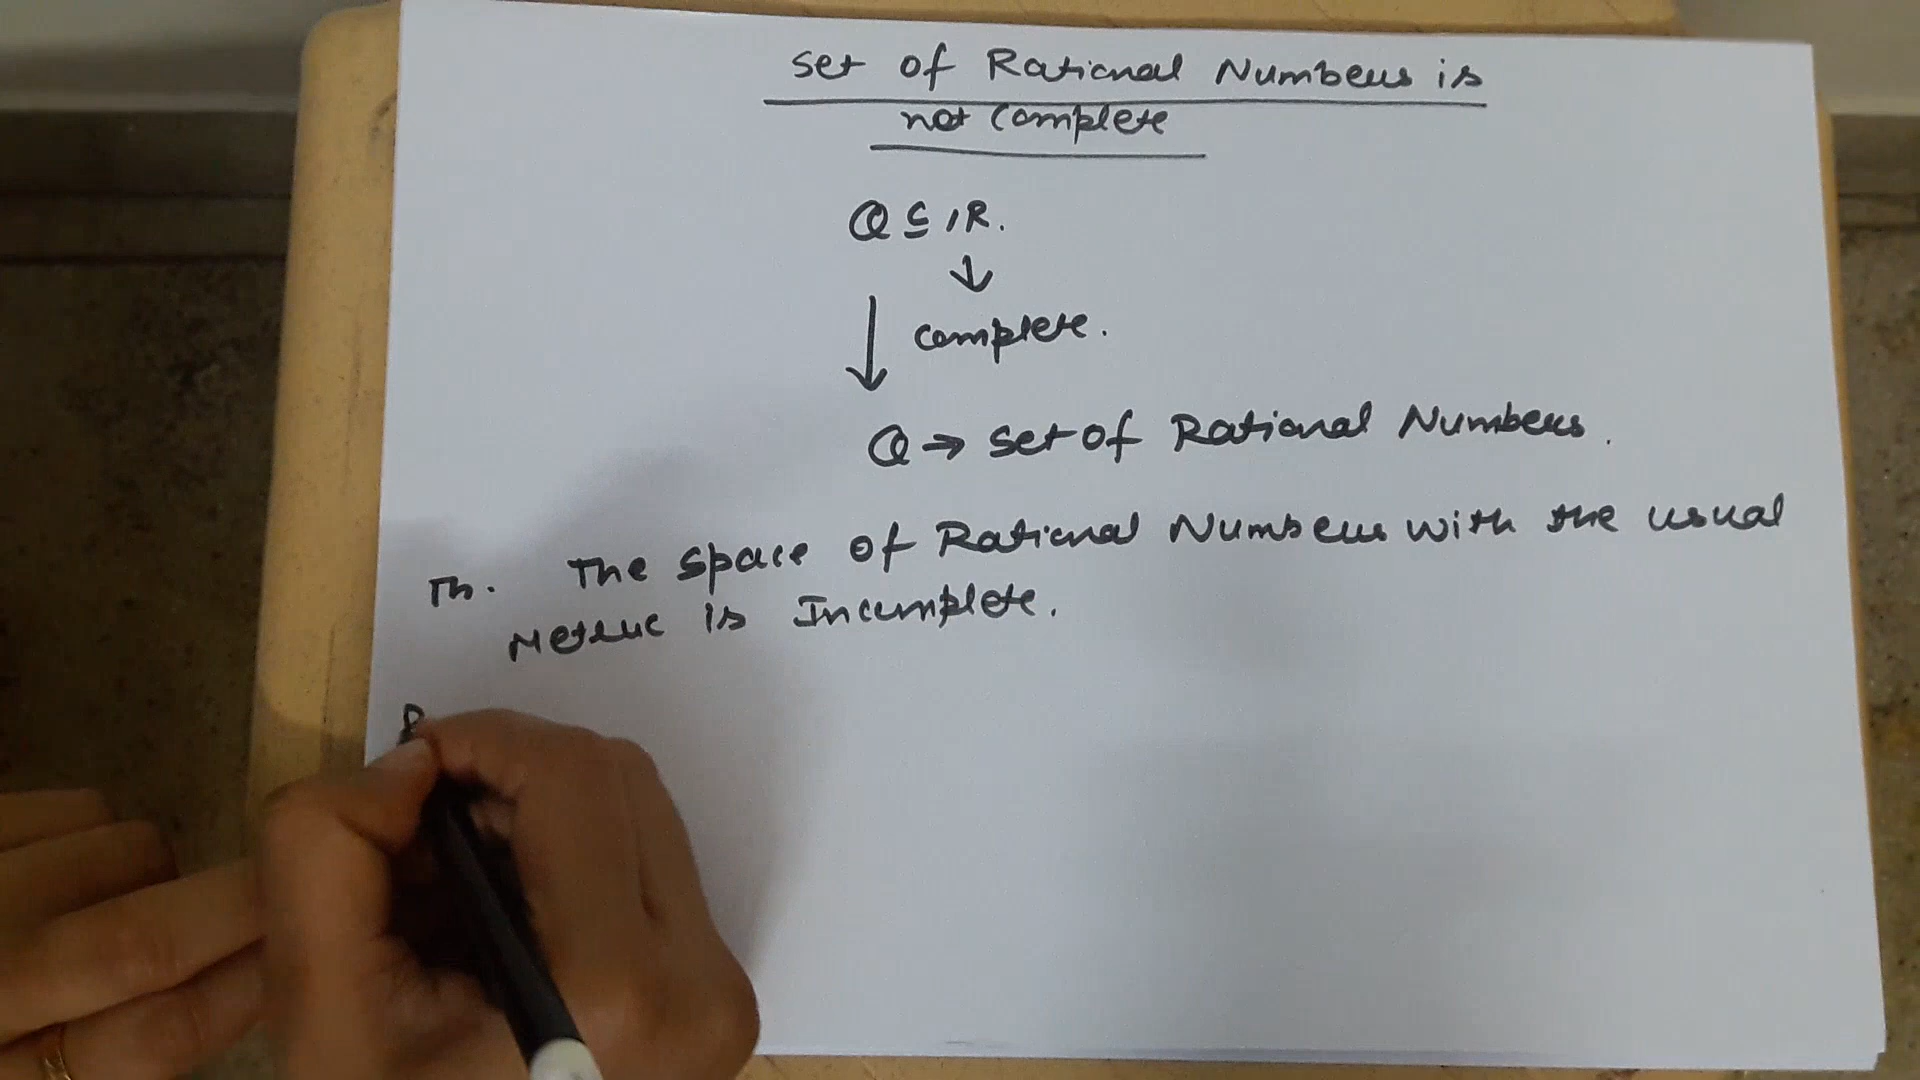 Set of Rational Numbers is
not Complete
Q ⊆ IR.
↓
↓ Complete.
Q → Set of Rational Numbers.
Th. The Space of Rational Numbers with the usual
Metric is Incomplete.
P